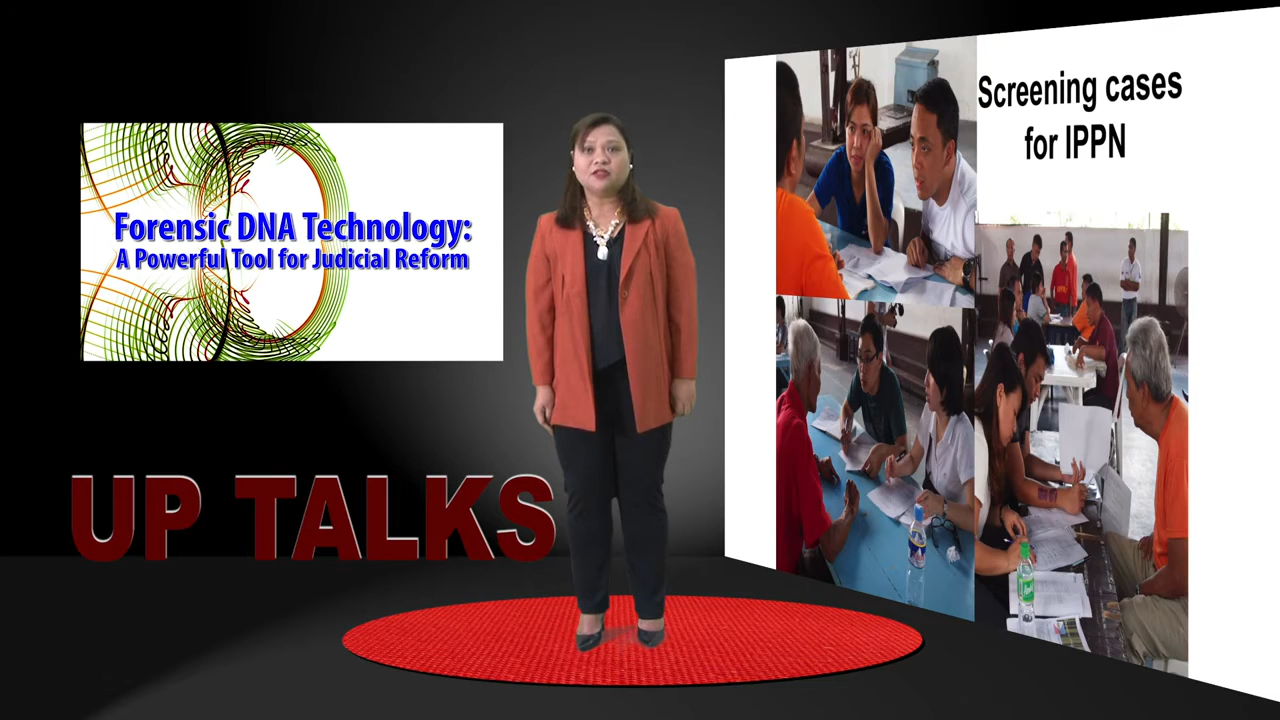 Forensic DNA Technology:
A Powerful Tool for Judicial Reform
UP TALKS
Screening cases
for IPPN